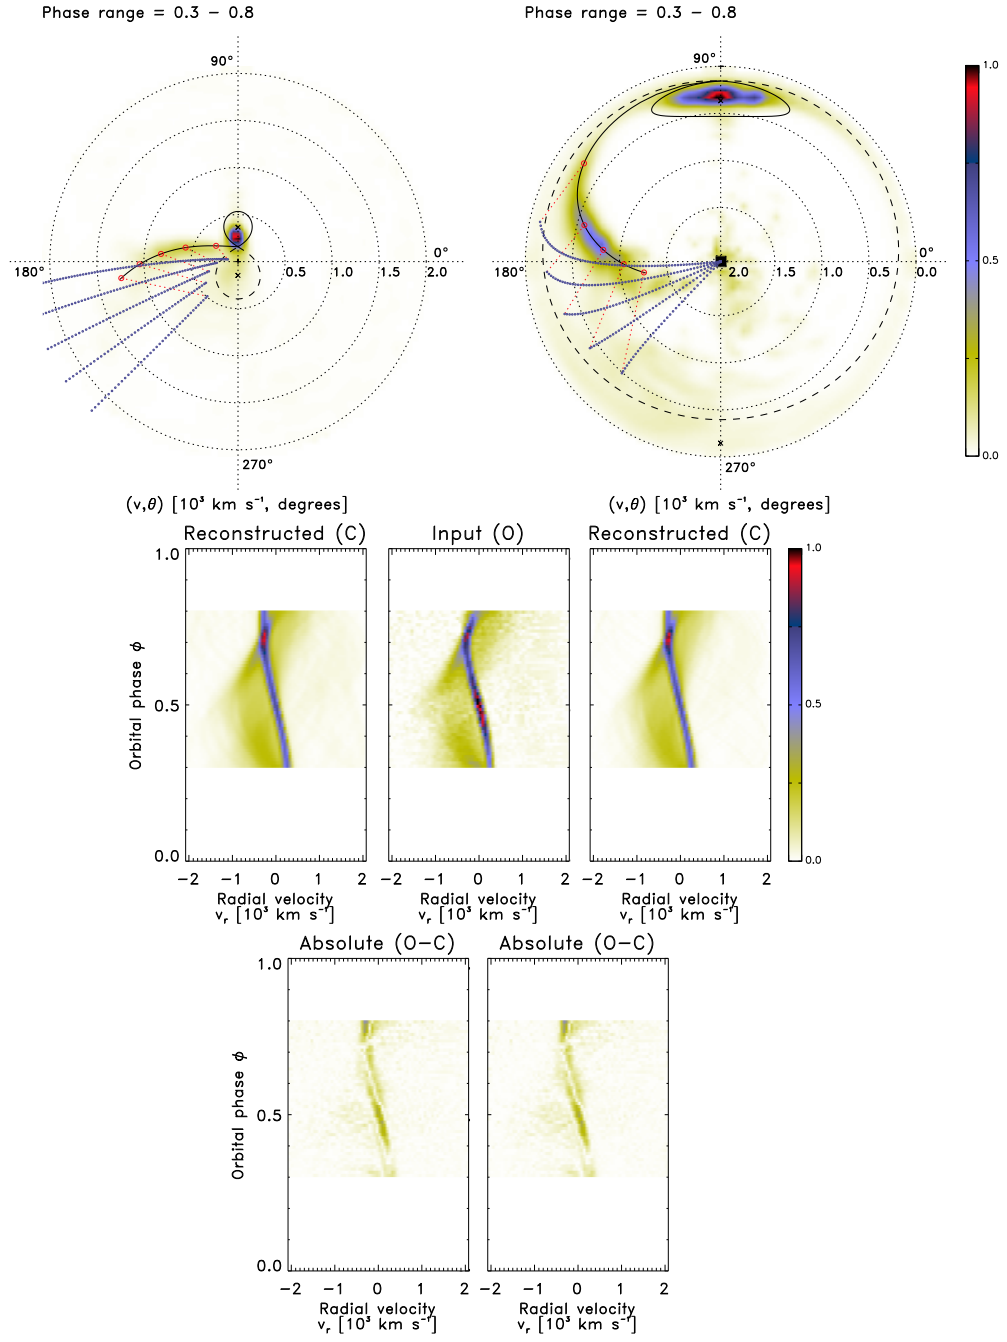 Phase range = 0.3 – 0.8
Phase range = 0.3 – 0.8
90°
90°
1.0
0°
0°
180°
0.5
1.0
1.5
2.0
180°
2.0
1.5
1.0
0.5
0.0
0.5
0.0
270°
270°
(v,θ) [10³ km s⁻¹, degrees]
(v,θ) [10³ km s⁻¹, degrees]
Reconstructed (C)
Input (O)
Reconstructed (C)
1.0
0.5
0.0
Orbital phase ϕ
1.0
0.5
0.0
−2 −1 0 1 2
−2 −1 0 1 2
−2 −1 0 1 2
Radial velocity
v_r [10³ km s⁻¹]
Radial velocity
v_r [10³ km s⁻¹]
Radial velocity
v_r [10³ km s⁻¹]
Absolute (O−C)
Absolute (O−C)
1.0
0.5
0.0
Orbital phase ϕ
−2 −1 0 1 2
−2 −1 0 1 2
Radial velocity
v_r [10³ km s⁻¹]
Radial velocity
v_r [10³ km s⁻¹]